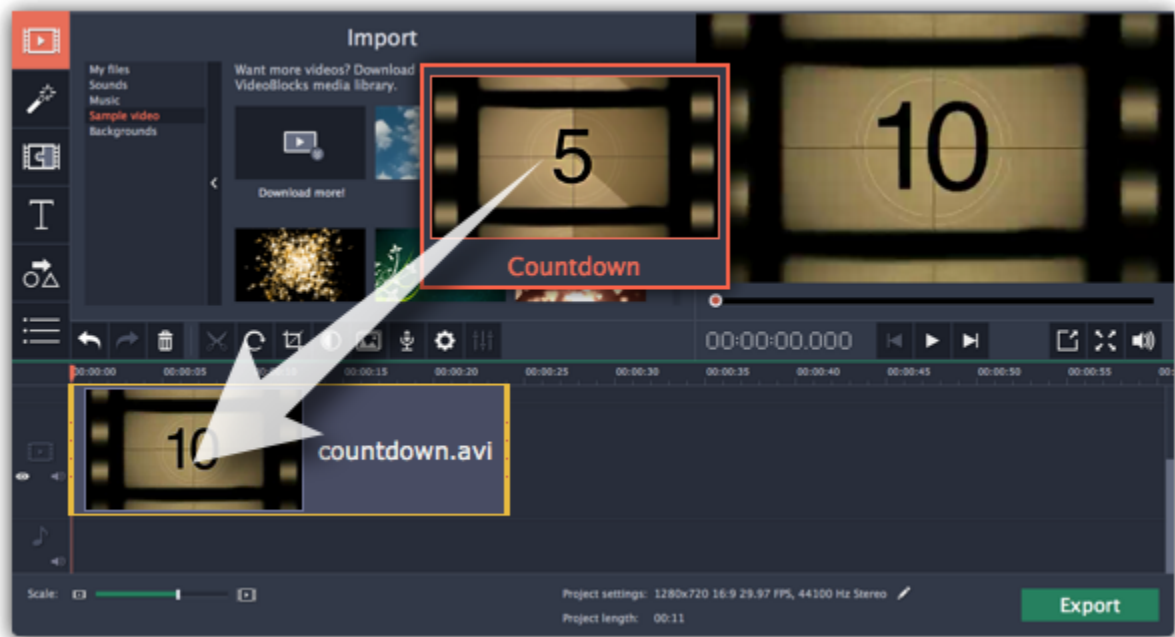 Import
My files
Sounds
Music
Sample video
Backgrounds
Want more videos? Download
VideoBlocks media library.
Download more!
5
Countdown
10
T
00:00:00.000
00:00:00 00:00:05 00:00:15 00:00:20 00:00:25 00:00:30 00:00:35 00:00:40 00:00:45 00:00:50 00:00:55
10
countdown.avi
Scale:
Project settings: 1280x720 16:9 29.97 FPS, 44100 Hz Stereo
Project length: 00:11
Export